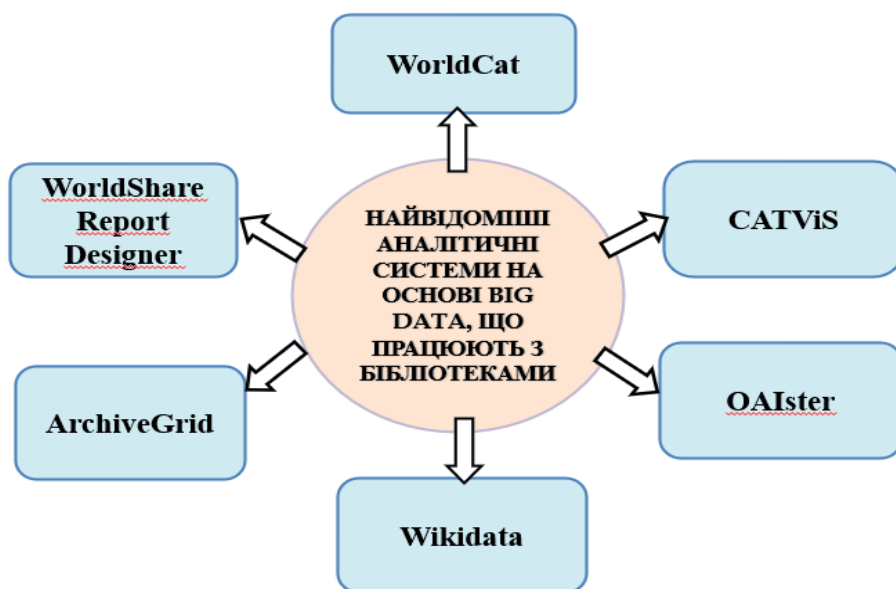 WorldCat
WorldShare
Report
Designer
НАЙВІДОМІШІ
АНАЛІТИЧНІ
СИСТЕМИ НА
ОСНОВІ BIG
DATA, ЩО
ПРАЦЮЮТЬ З
БІБЛІОТЕКАМИ
CATViS
ArchiveGrid
OAIster
Wikidata